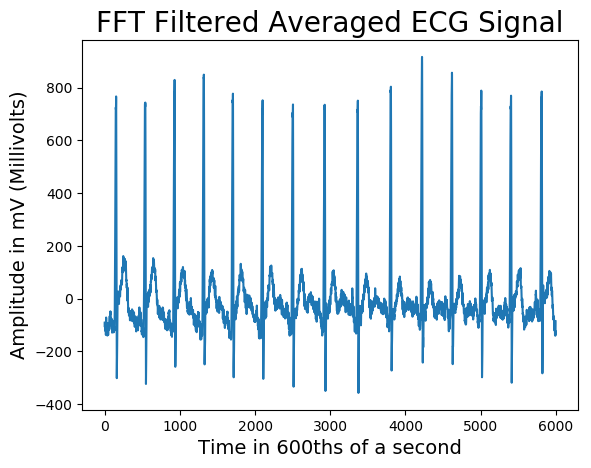 FFT Filtered Averaged ECG Signal
Amplitude in mV (Millivolts)
800
600
400
200
0
−200
−400
0 1000 2000 3000 4000 5000 6000
Time in 600ths of a second